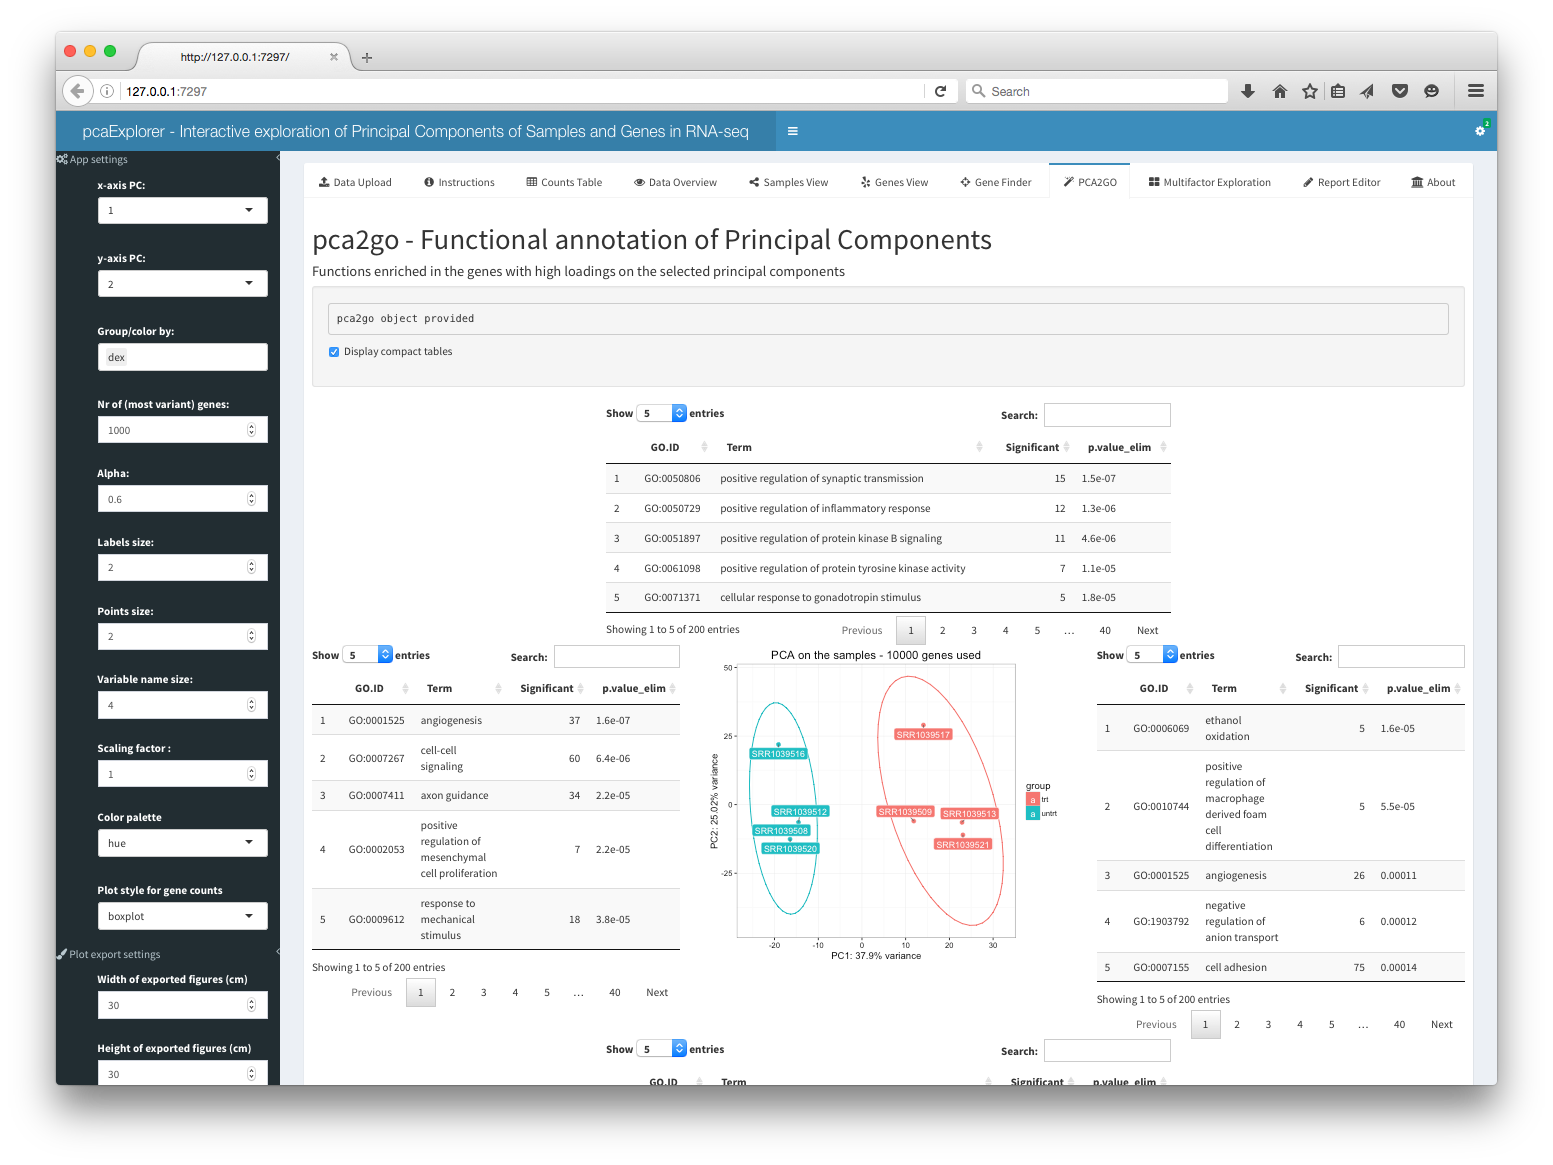 http://127.0.0.1:7297/
127.0.0.1:7297
Search
pcaExplorer - Interactive exploration of Principal Components of Samples and Genes in RNA-seq
2
App settings
x-axis PC:
1
y-axis PC:
2
Group/color by:
dex
Nr of (most variant) genes:
1000
Alpha:
0.6
Labels size:
2
Points size:
2
Variable name size:
4
Scaling factor :
1
Color palette
hue
Plot style for gene counts
boxplot
Plot export settings
Width of exported figures (cm)
30
Height of exported figures (cm)
30
Data Upload Instructions Counts Table Data Overview Samples View Genes View Gene Finder PCA2GO Multifactor Exploration Report Editor About
pca2go - Functional annotation of Principal Components
Functions enriched in the genes with high loadings on the selected principal components
pca2go object provided
Display compact tables
Show 5 entries Search:
GO.ID Term Significant p.value_elim
1 GO:0050806 positive regulation of synaptic transmission 15 1.5e-07
2 GO:0050729 positive regulation of inflammatory response 12 1.3e-06
3 GO:0051897 positive regulation of protein kinase B signaling 11 4.6e-06
4 GO:0061098 positive regulation of protein tyrosine kinase activity 7 1.1e-05
5 GO:0071371 cellular response to gonadotropin stimulus 5 1.8e-05
Showing 1 to 5 of 200 entries Previous 1 2 3 4 5 … 40 Next
Show 5 entries Search:
GO.ID Term Significant p.value_elim
1 GO:0001525 angiogenesis 37 1.6e-07
2 GO:0007267 cell-cell
signaling 60 6.4e-06
3 GO:0007411 axon guidance 34 2.2e-05
4 GO:0002053 positive
regulation of
mesenchymal
cell proliferation 7 2.2e-05
5 GO:0009612 response to
mechanical
stimulus 18 3.8e-05
Showing 1 to 5 of 200 entries
Previous 1 2 3 4 5 … 40 Next
PCA on the samples - 10000 genes used
PC2: 25.02% variance
50
25
0
-25
SRR1039517
SRR1039516
SRR1039512
SRR1039509
SRR1039513
SRR1039508
SRR1039521
SRR1039520
-20 -10 0 10 20 30
PC1: 37.9% variance
group
a trt
a untrt
Show 5 entries Search:
GO.ID Term Significant p.value_elim
1 GO:0006069 ethanol
oxidation 5 1.6e-05
2 GO:0010744 positive
regulation of
macrophage
derived foam
cell
differentiation 5 5.5e-05
3 GO:0001525 angiogenesis 26 0.00011
4 GO:1903792 negative
regulation of
anion transport 6 0.00012
5 GO:0007155 cell adhesion 75 0.00014
Showing 1 to 5 of 200 entries
Previous 1 2 3 4 5 … 40 Next
Show 5 entries Search:
GO.ID Term Significant p.value_elim